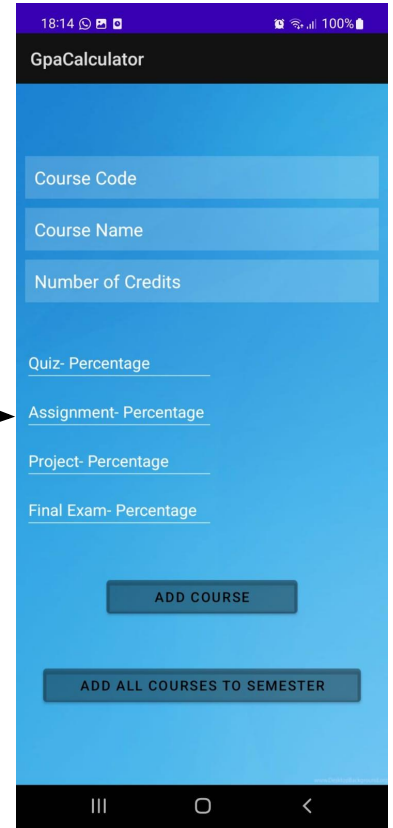 18:14 100%
GpaCalculator
Course Code
Course Name
Number of Credits
Quiz- Percentage
Assignment- Percentage
Project- Percentage
Final Exam- Percentage
ADD COURSE
ADD ALL COURSES TO SEMESTER